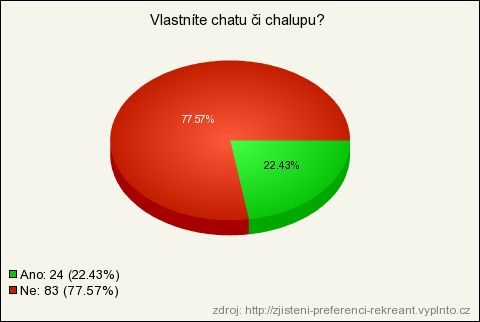 Vlastníte chatu či chalupu?
77.57%
22.43%
Ano: 24 (22.43%)
Ne: 83 (77.57%)
zdroj: http://zjisteni-preferenci-rekreant.vyplnto.cz